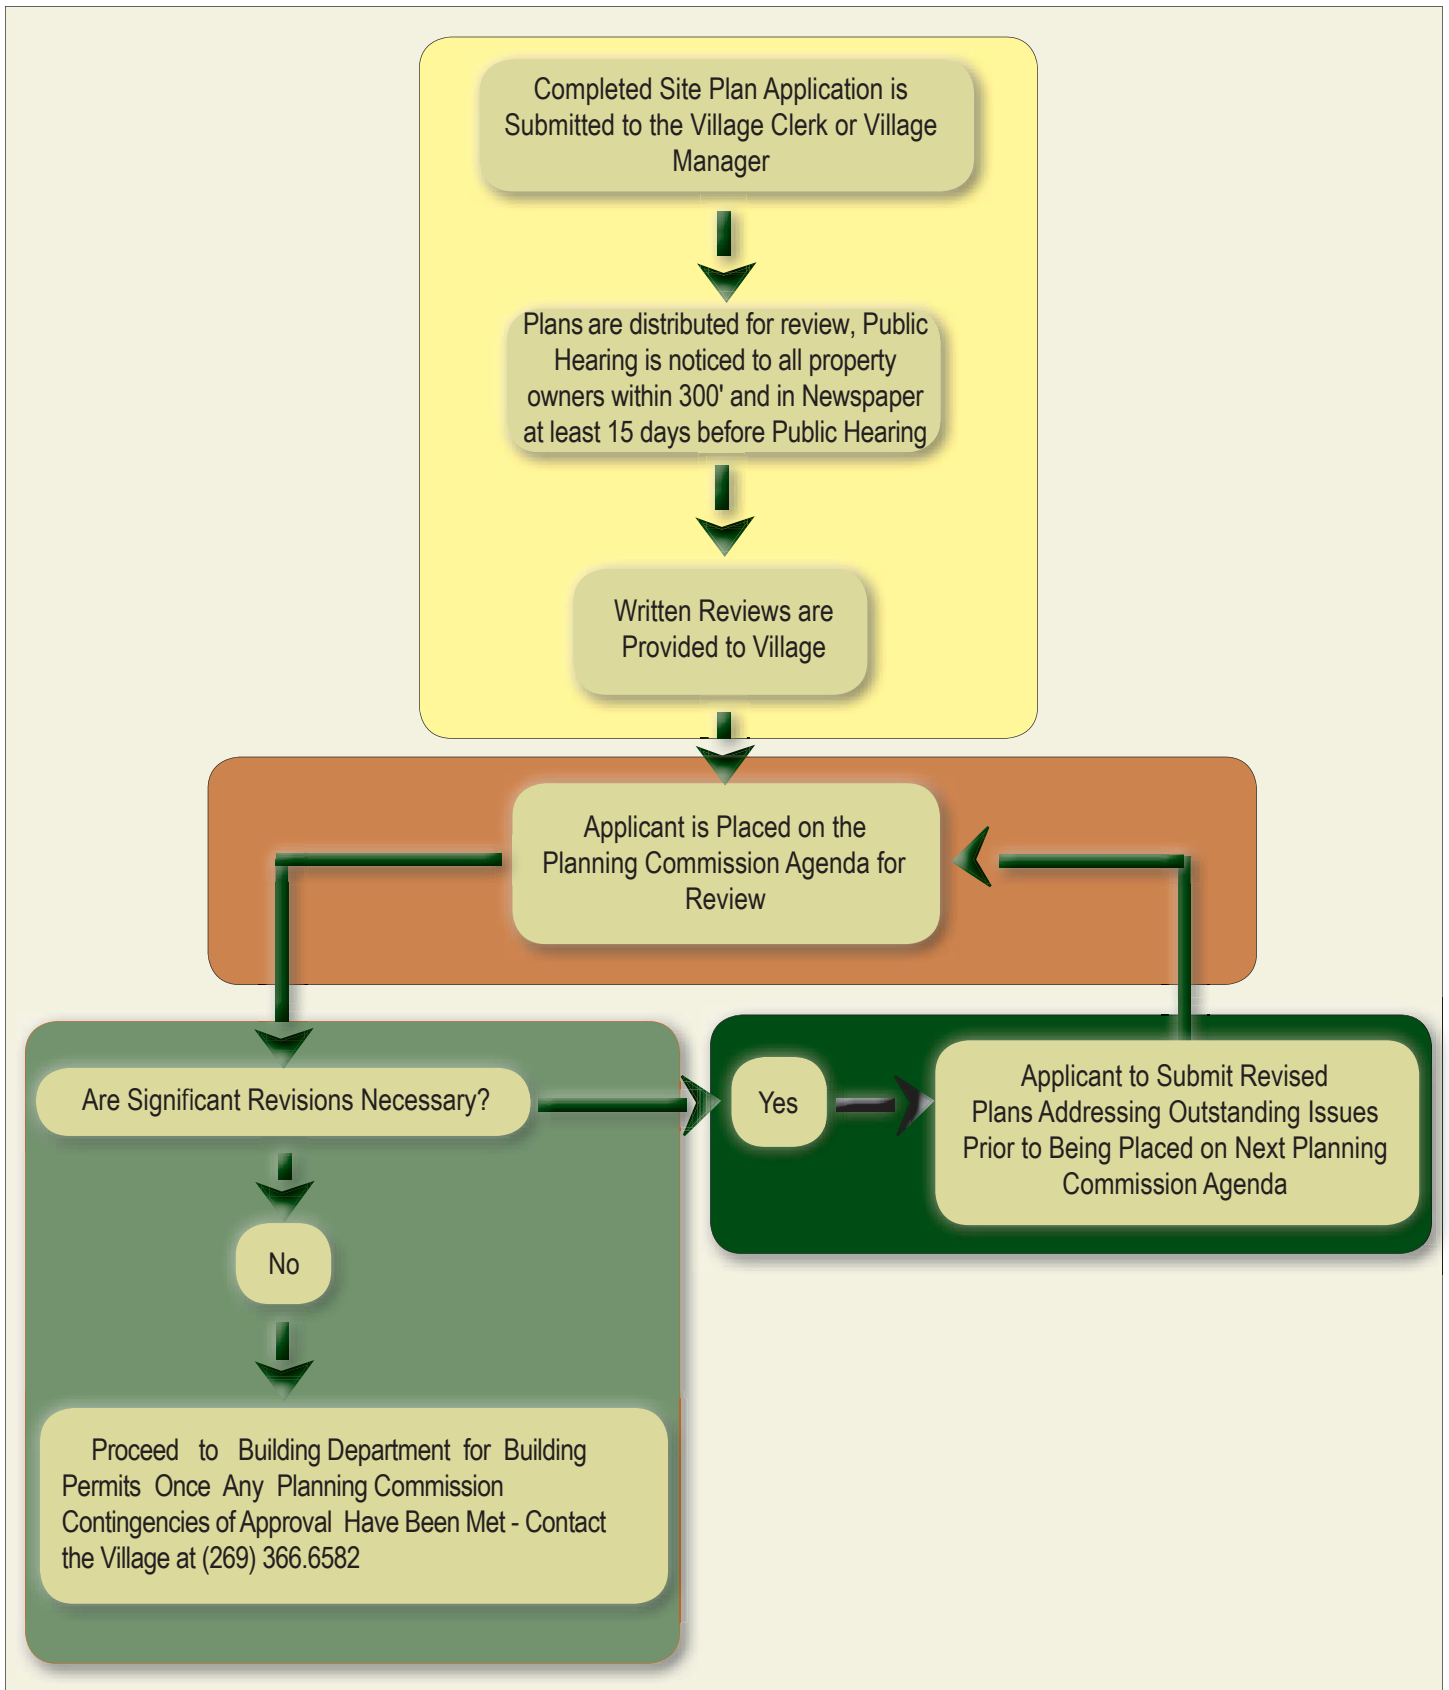 Completed Site Plan Application is
Submitted to the Village Clerk or Village
Manager
Plans are distributed for review, Public
Hearing is noticed to all property
owners within 300' and in Newspaper
at least 15 days before Public Hearing
Written Reviews are
Provided to Village
Applicant is Placed on the
Planning Commission Agenda for
Review
Are Significant Revisions Necessary?
Yes
Applicant to Submit Revised
Plans Addressing Outstanding Issues
Prior to Being Placed on Next Planning
Commission Agenda
No
Proceed to Building Department for Building
Permits Once Any Planning Commission
Contingencies of Approval Have Been Met - Contact
the Village at (269) 366.6582